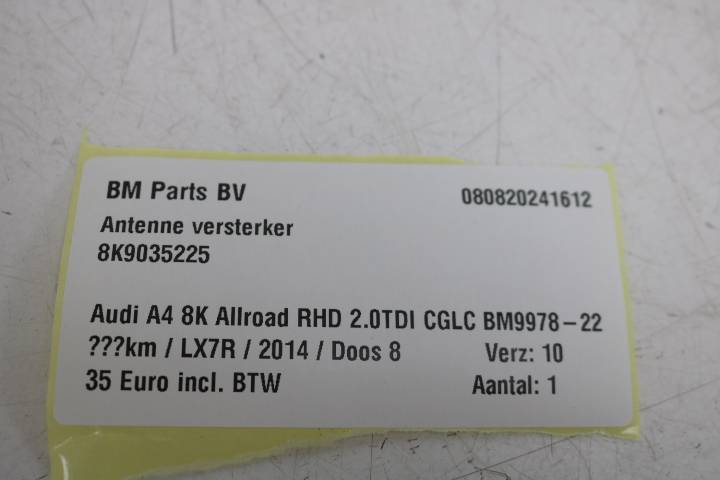 BM Parts BV 080820241612
Antenne versterker
8K9035225
Audi A4 8K Allroad RHD 2.0TDI CGLC BM9978-22
???km / LX7R / 2014 / Doos 8 Verz: 10
35 Euro incl. BTW Aantal: 1